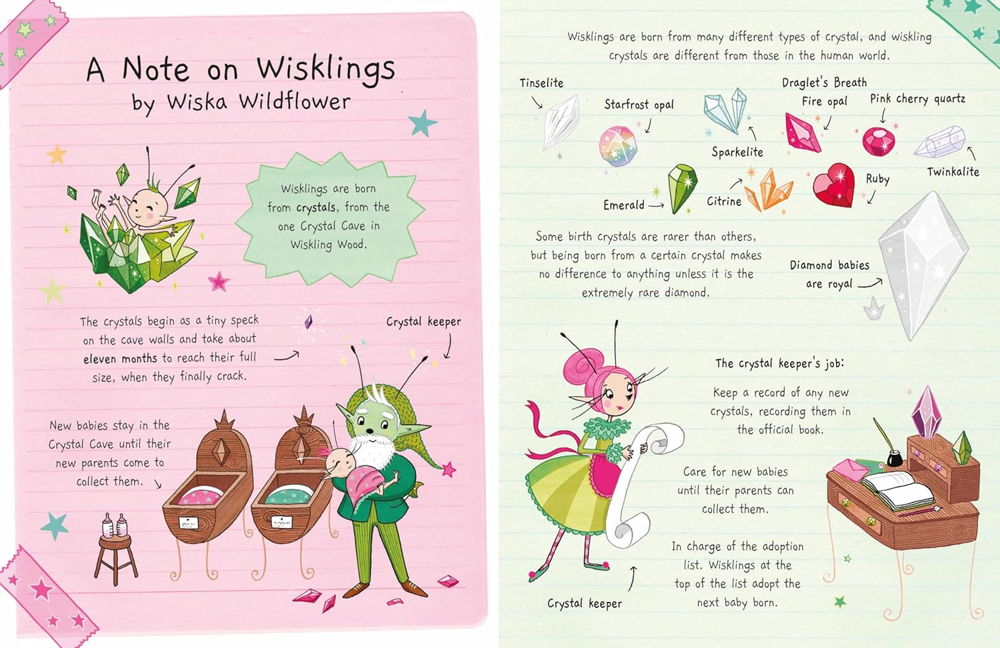 A Note on Wisklings
by Wiska Wildflower
Wisklings are born
from crystals, from the
one Crystal Cave in
Wiskling Wood.
The crystals begin as a tiny speck
on the cave walls and take about
eleven months to reach their full
size, when they finally crack.
Crystal keeper
New babies stay in the
Crystal Cave until their
new parents come to
collect them.
Wisklings are born from many different types of crystal, and wiskling
crystals are different from those in the human world.
Tinselite
Starfrost opal
Sparkelite
Draglet's Breath
Fire opal
Pink cherry quartz
Twinkalite
Emerald
Citrine
Ruby
Some birth crystals are rarer than others,
but being born from a certain crystal makes
no difference to anything unless it is the
extremely rare diamond.
Diamond babies
are royal
The crystal keeper's job:
Keep a record of any new
crystals, recording them in
the official book.
Care for new babies
until their parents can
collect them.
In charge of the adoption
list. Wisklings at the
top of the list adopt the
next baby born.
Crystal keeper